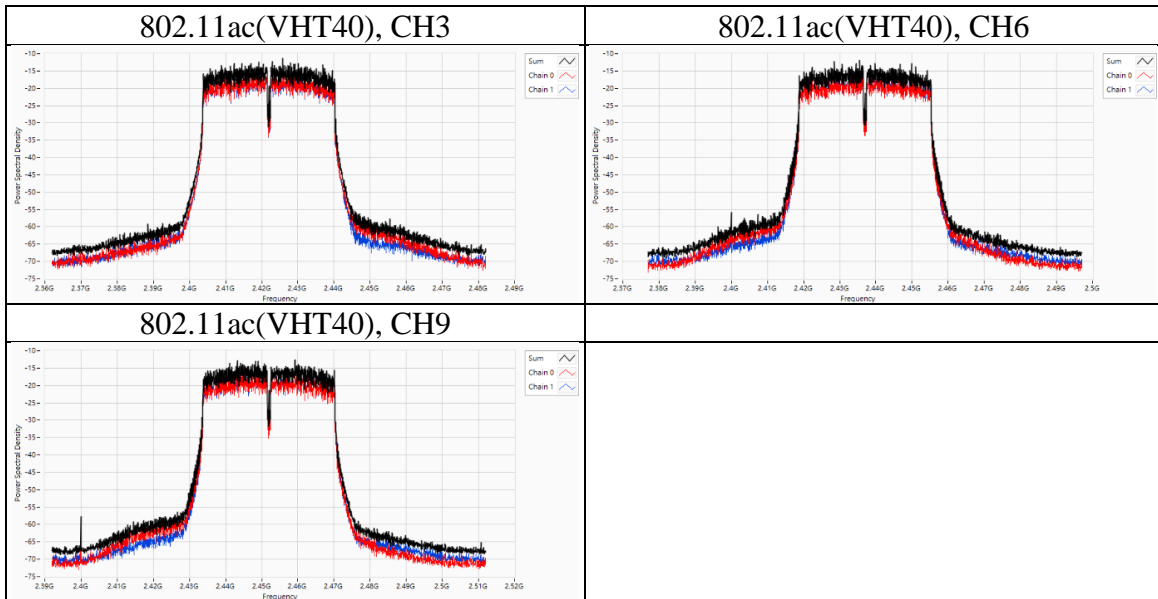 802.11ac(VHT40), CH3
802.11ac(VHT40), CH6
Power Spectral Density
-10
-15
-20
-25
-30
-35
-40
-45
-50
-55
-60
-65
-70
-75
2.36G 2.37G 2.38G 2.39G 2.4G 2.41G 2.42G 2.43G 2.44G 2.45G 2.46G 2.47G 2.48G 2.49G
Frequency
Sum
Chain 0
Chain 1
Power Spectral Density
-10
-15
-20
-25
-30
-35
-40
-45
-50
-55
-60
-65
-70
-75
2.37G 2.38G 2.39G 2.4G 2.41G 2.42G 2.43G 2.44G 2.45G 2.46G 2.47G 2.48G 2.49G 2.5G
Frequency
Sum
Chain 0
Chain 1
802.11ac(VHT40), CH9
Power Spectral Density
-10
-15
-20
-25
-30
-35
-40
-45
-50
-55
-60
-65
-70
-75
2.39G 2.4G 2.41G 2.42G 2.43G 2.44G 2.45G 2.46G 2.47G 2.48G 2.49G 2.5G 2.51G 2.52G
Frequency
Sum
Chain 0
Chain 1